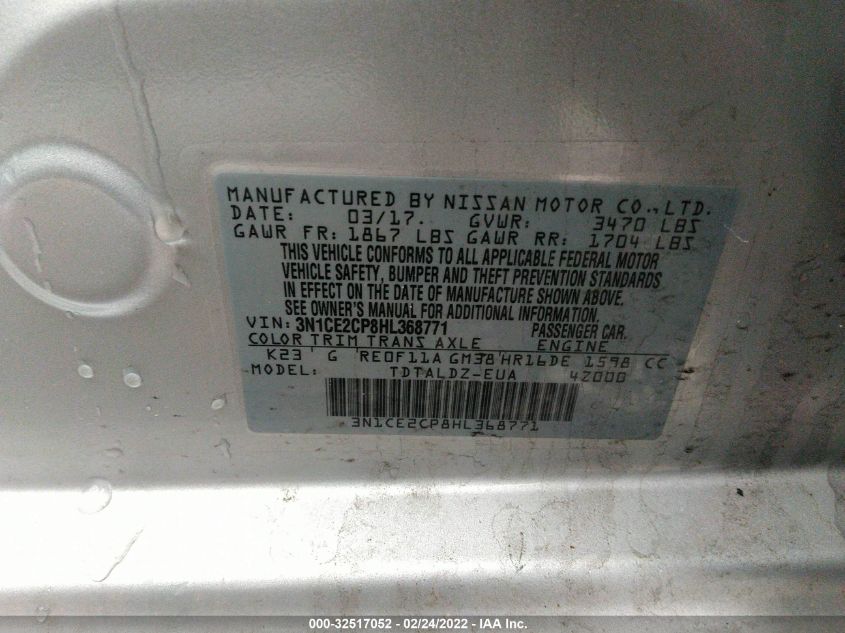 MANUFACTURED BY NISSAN MOTOR CO., LTD.
DATE: 03/17. GVWR: 3470 LBS
GAWR FR: 1867 LBS GAWR RR: 1704 LBS
THIS VEHICLE CONFORMS TO ALL APPLICABLE FEDERAL MOTOR
VEHICLE SAFETY, BUMPER AND THEFT PREVENTION STANDARDS
IN EFFECT ON THE DATE OF MANUFACTURE SHOWN ABOVE.
SEE OWNER'S MANUAL FOR ADDITIONAL INFORMATION.
VIN: 3N1CE2CP8HL368771 PASSENGER CAR.
COLOR TRIM TRANS AXLE ENGINE
K23 ' G 'RE0F11A GM38'HR16DE 1598 CC
MODEL: TDTALDZ-EUA 4Z000
3N1CE2CP8HL368771
000-32517052 - 02/24/2022 - IAA Inc.